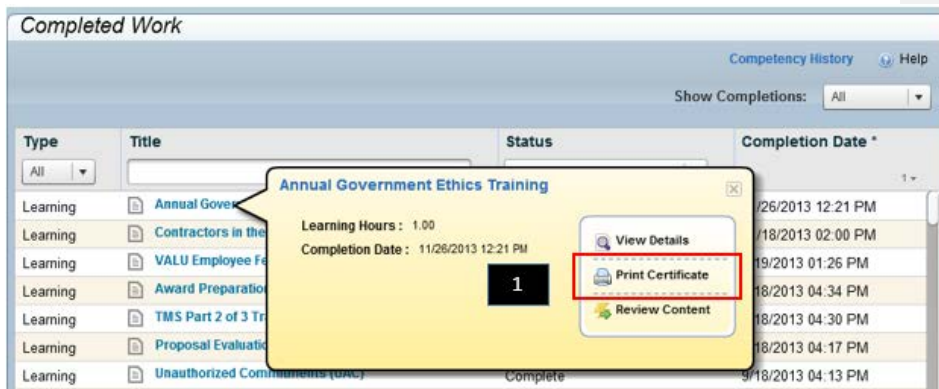 Completed Work
Competency History Help
Show Completions: All
Type Title Status Completion Date *
All 1
Annual Government Ethics Training
Learning Hours : 1.00
Completion Date : 11/26/2013 12:21 PM
View Details
Print Certificate
Review Content
1
Learning Annual /26/2013 12:21 PM
Learning Contractors in the /18/2013 02:00 PM
Learning VALU Employee 19/2013 01:26 PM
Learning Award 18/2013 04:34 PM
Learning TMS Part 2 of 3 18/2013 04:30 PM
Learning Proposal 18/2013 04:17 PM
Learning Unauthorized Commitments (UAC) Complete 9/18/2013 04:13 PM